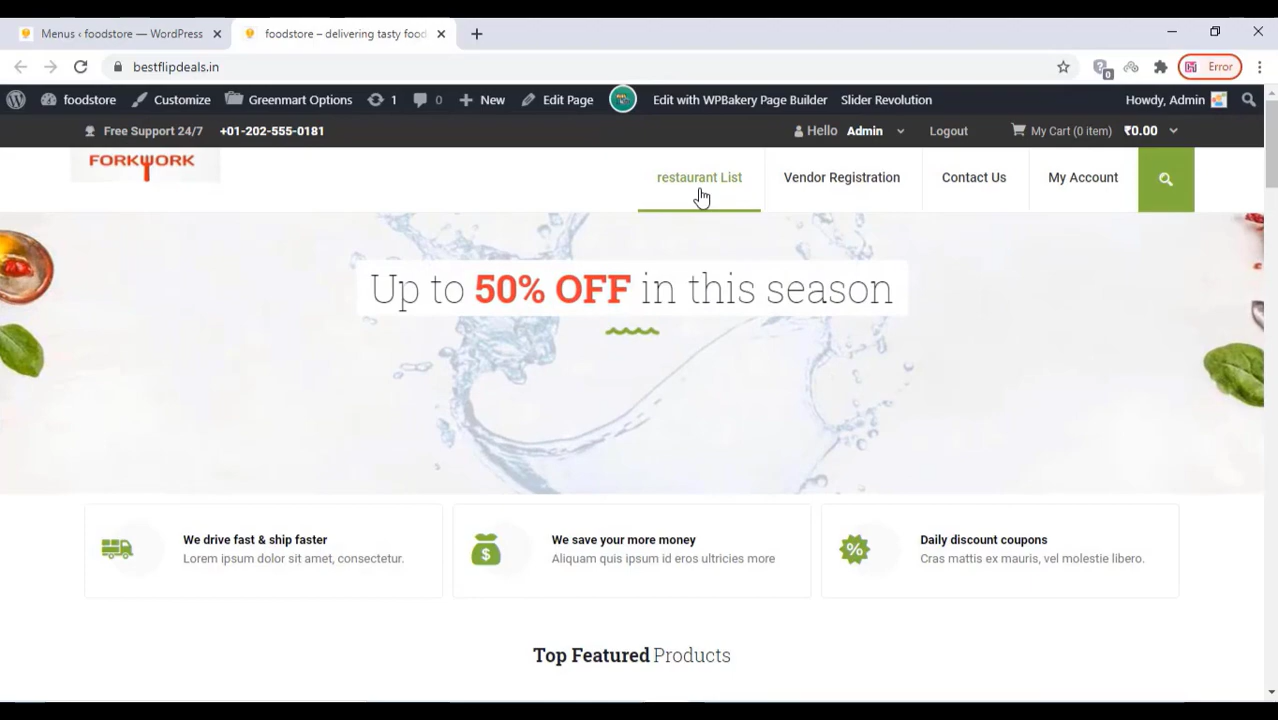 Menus ‹ foodstore — WordPress
foodstore – delivering tasty food
bestflipdeals.in
0
Error
foodstore Customize Greenmart Options 1 0 New Edit Page Edit with WPBakery Page Builder Slider Revolution Howdy, Admin
Free Support 24/7 +01-202-555-0181 Hello Admin Logout My Cart (0 item) ₹0.00
FORKWORK
restaurant List Vendor Registration Contact Us My Account
Up to 50% OFF in this season
We drive fast & ship faster
Lorem ipsum dolor sit amet, consectetur.
We save your more money
Aliquam quis ipsum id eros ultricies more
Daily discount coupons
Cras mattis ex mauris, vel molestie libero.
Top Featured Products